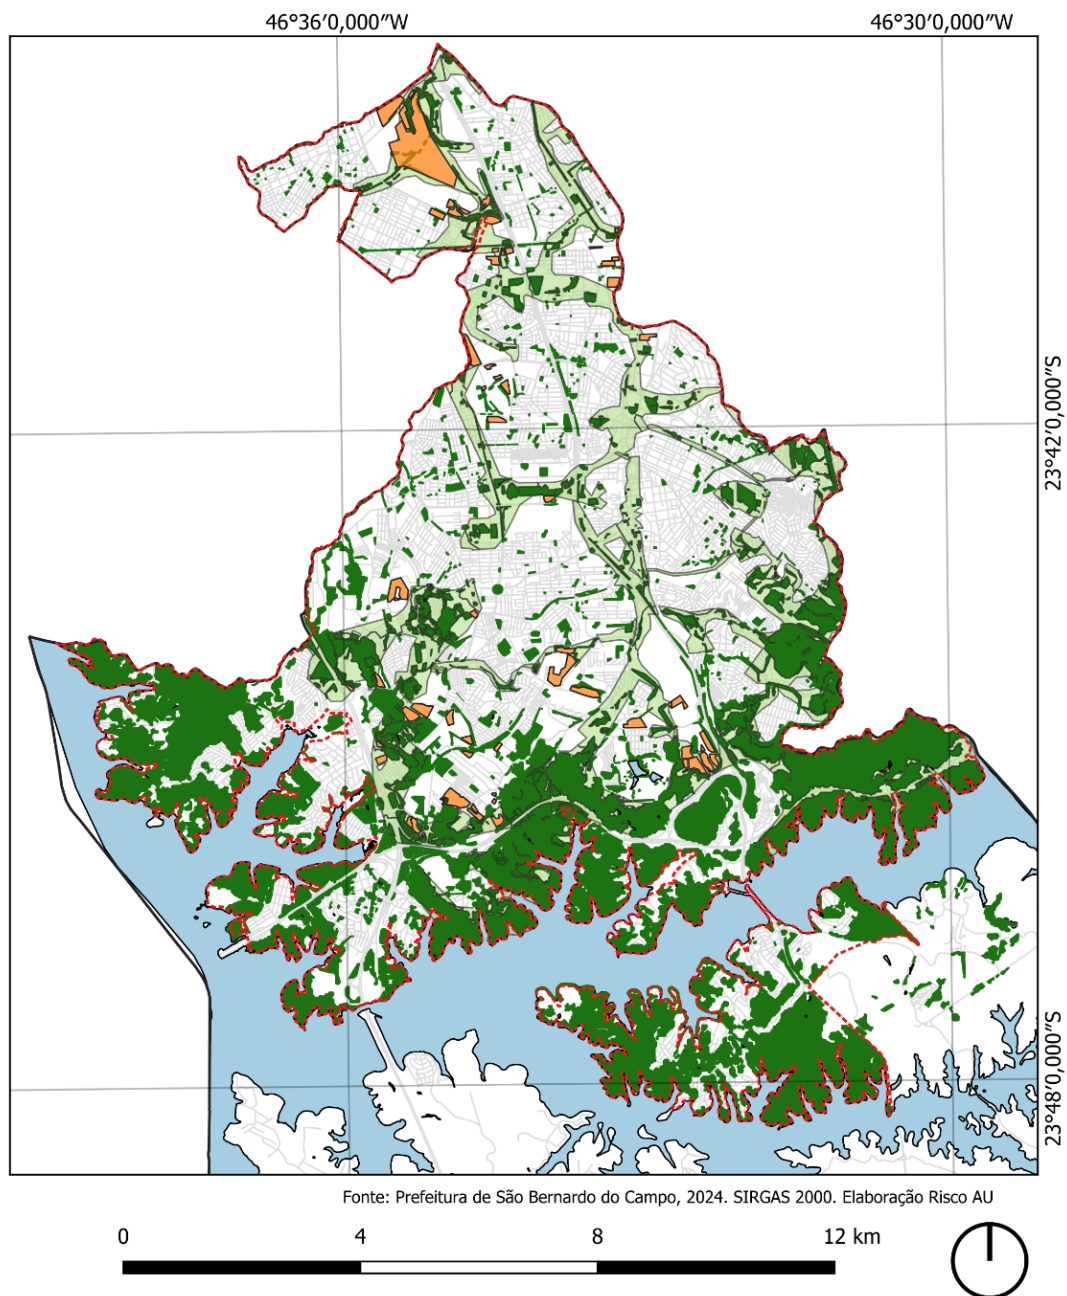 46°36′0,000″W 46°30′0,000″W
23°42′0,000″S
23°48′0,000″S
Fonte: Prefeitura de São Bernardo do Campo, 2024. SIRGAS 2000. Elaboração Risco AU
0 4 8 12 km